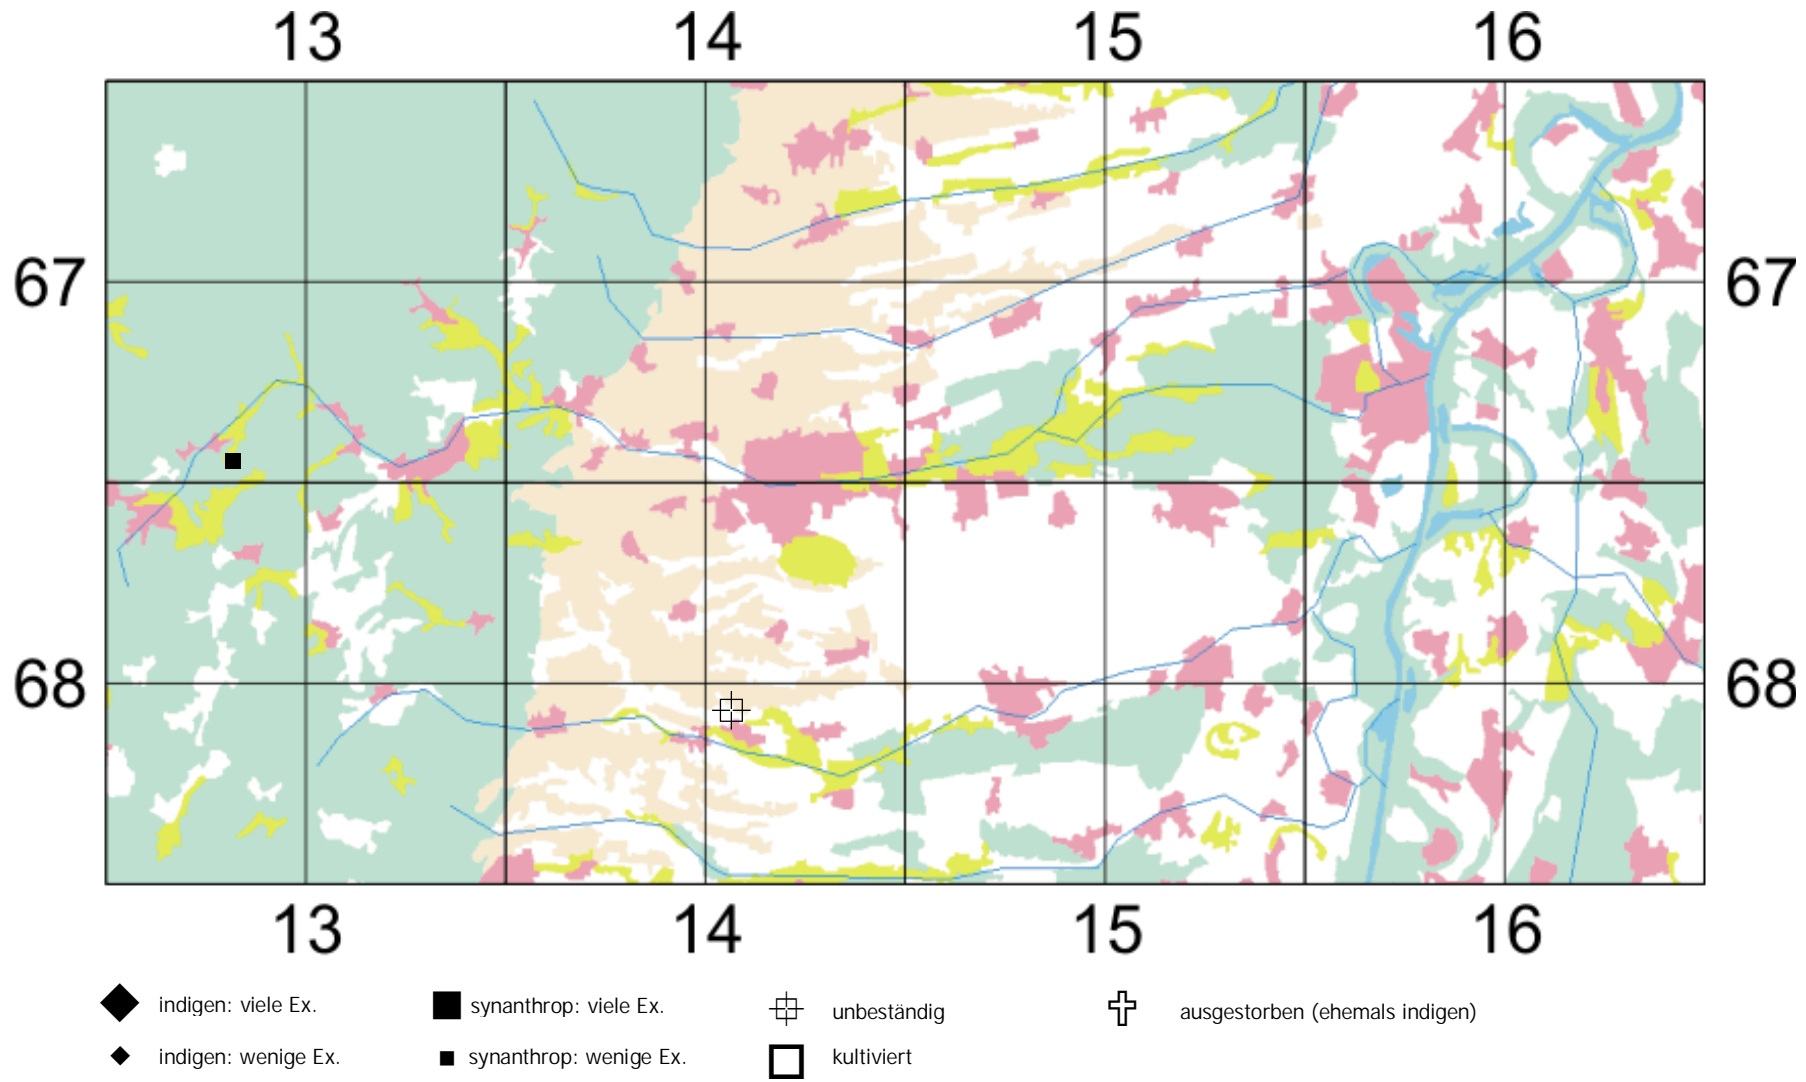 13 14 15 16
67 67
68 68
13 14 15 16
indigen: viele Ex. synanthrop: viele Ex. unbeständig ausgestorben (ehemals indigen)
indigen: wenige Ex. synanthrop: wenige Ex. kultiviert